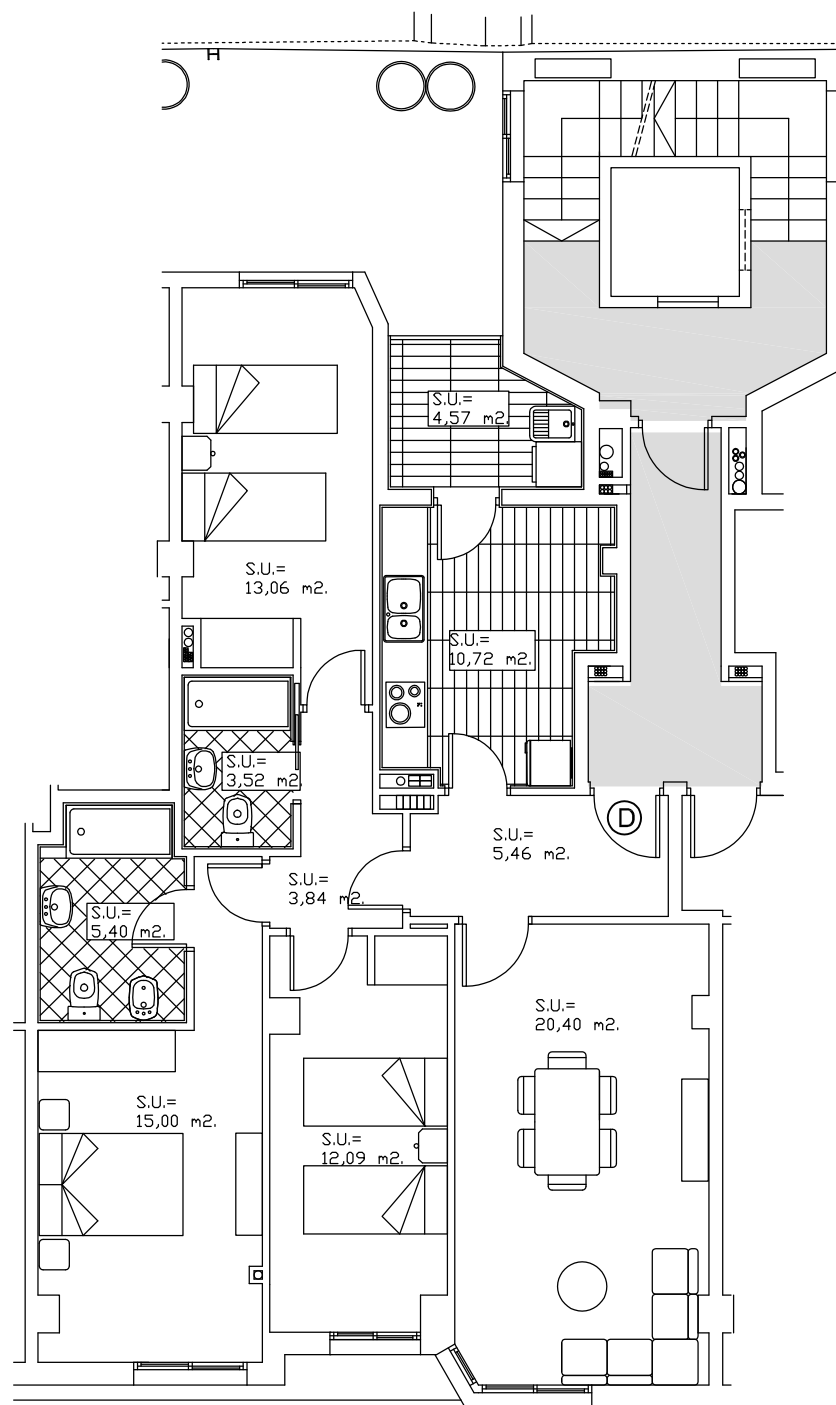 S.U.=
4,57 m2.
S.U.=
13,06 m2.
S.U.=
10,72 m2.
S.U.=
3,52 m2
D
S.U.=
5,46 m2.
S.U.=
3,84 m2.
S.U.=
5,40 m2.
S.U.=
20,40 m2.
S.U.=
15,00 m2.
S.U.=
12,09 m2.